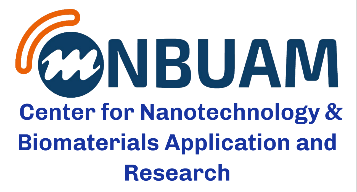 NBUAM
Center for Nanotechnology &
Biomaterials Application and
Research